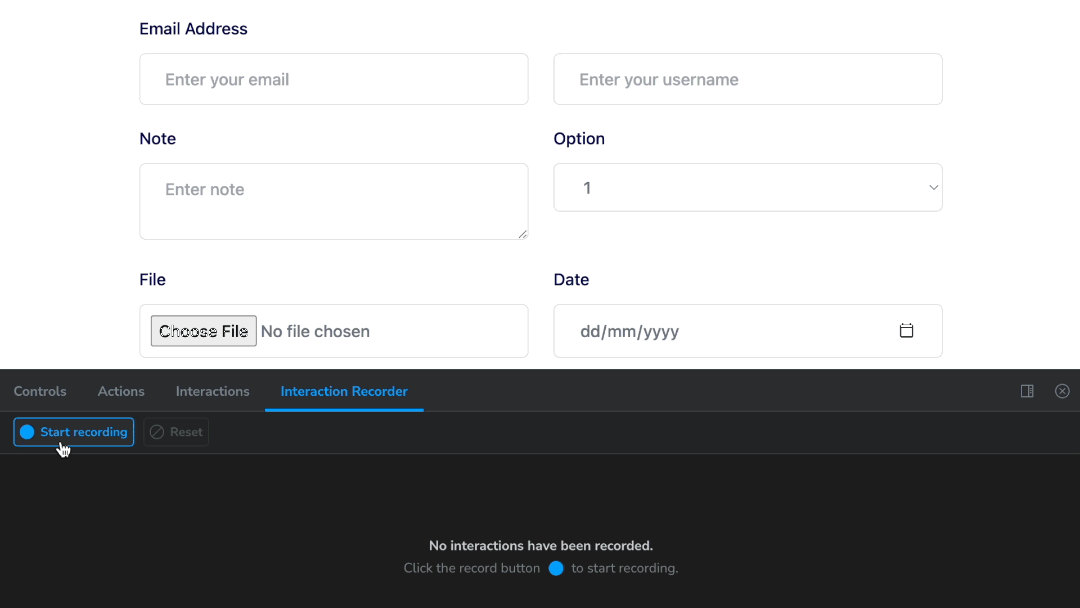 Email Address
Enter your email
Enter your username
Note
Option
Enter note
1
File
Date
Choose File No file chosen
dd/mm/yyyy
Controls Actions Interactions Interaction Recorder
Start recording Reset
No interactions have been recorded.
Click the record button to start recording.